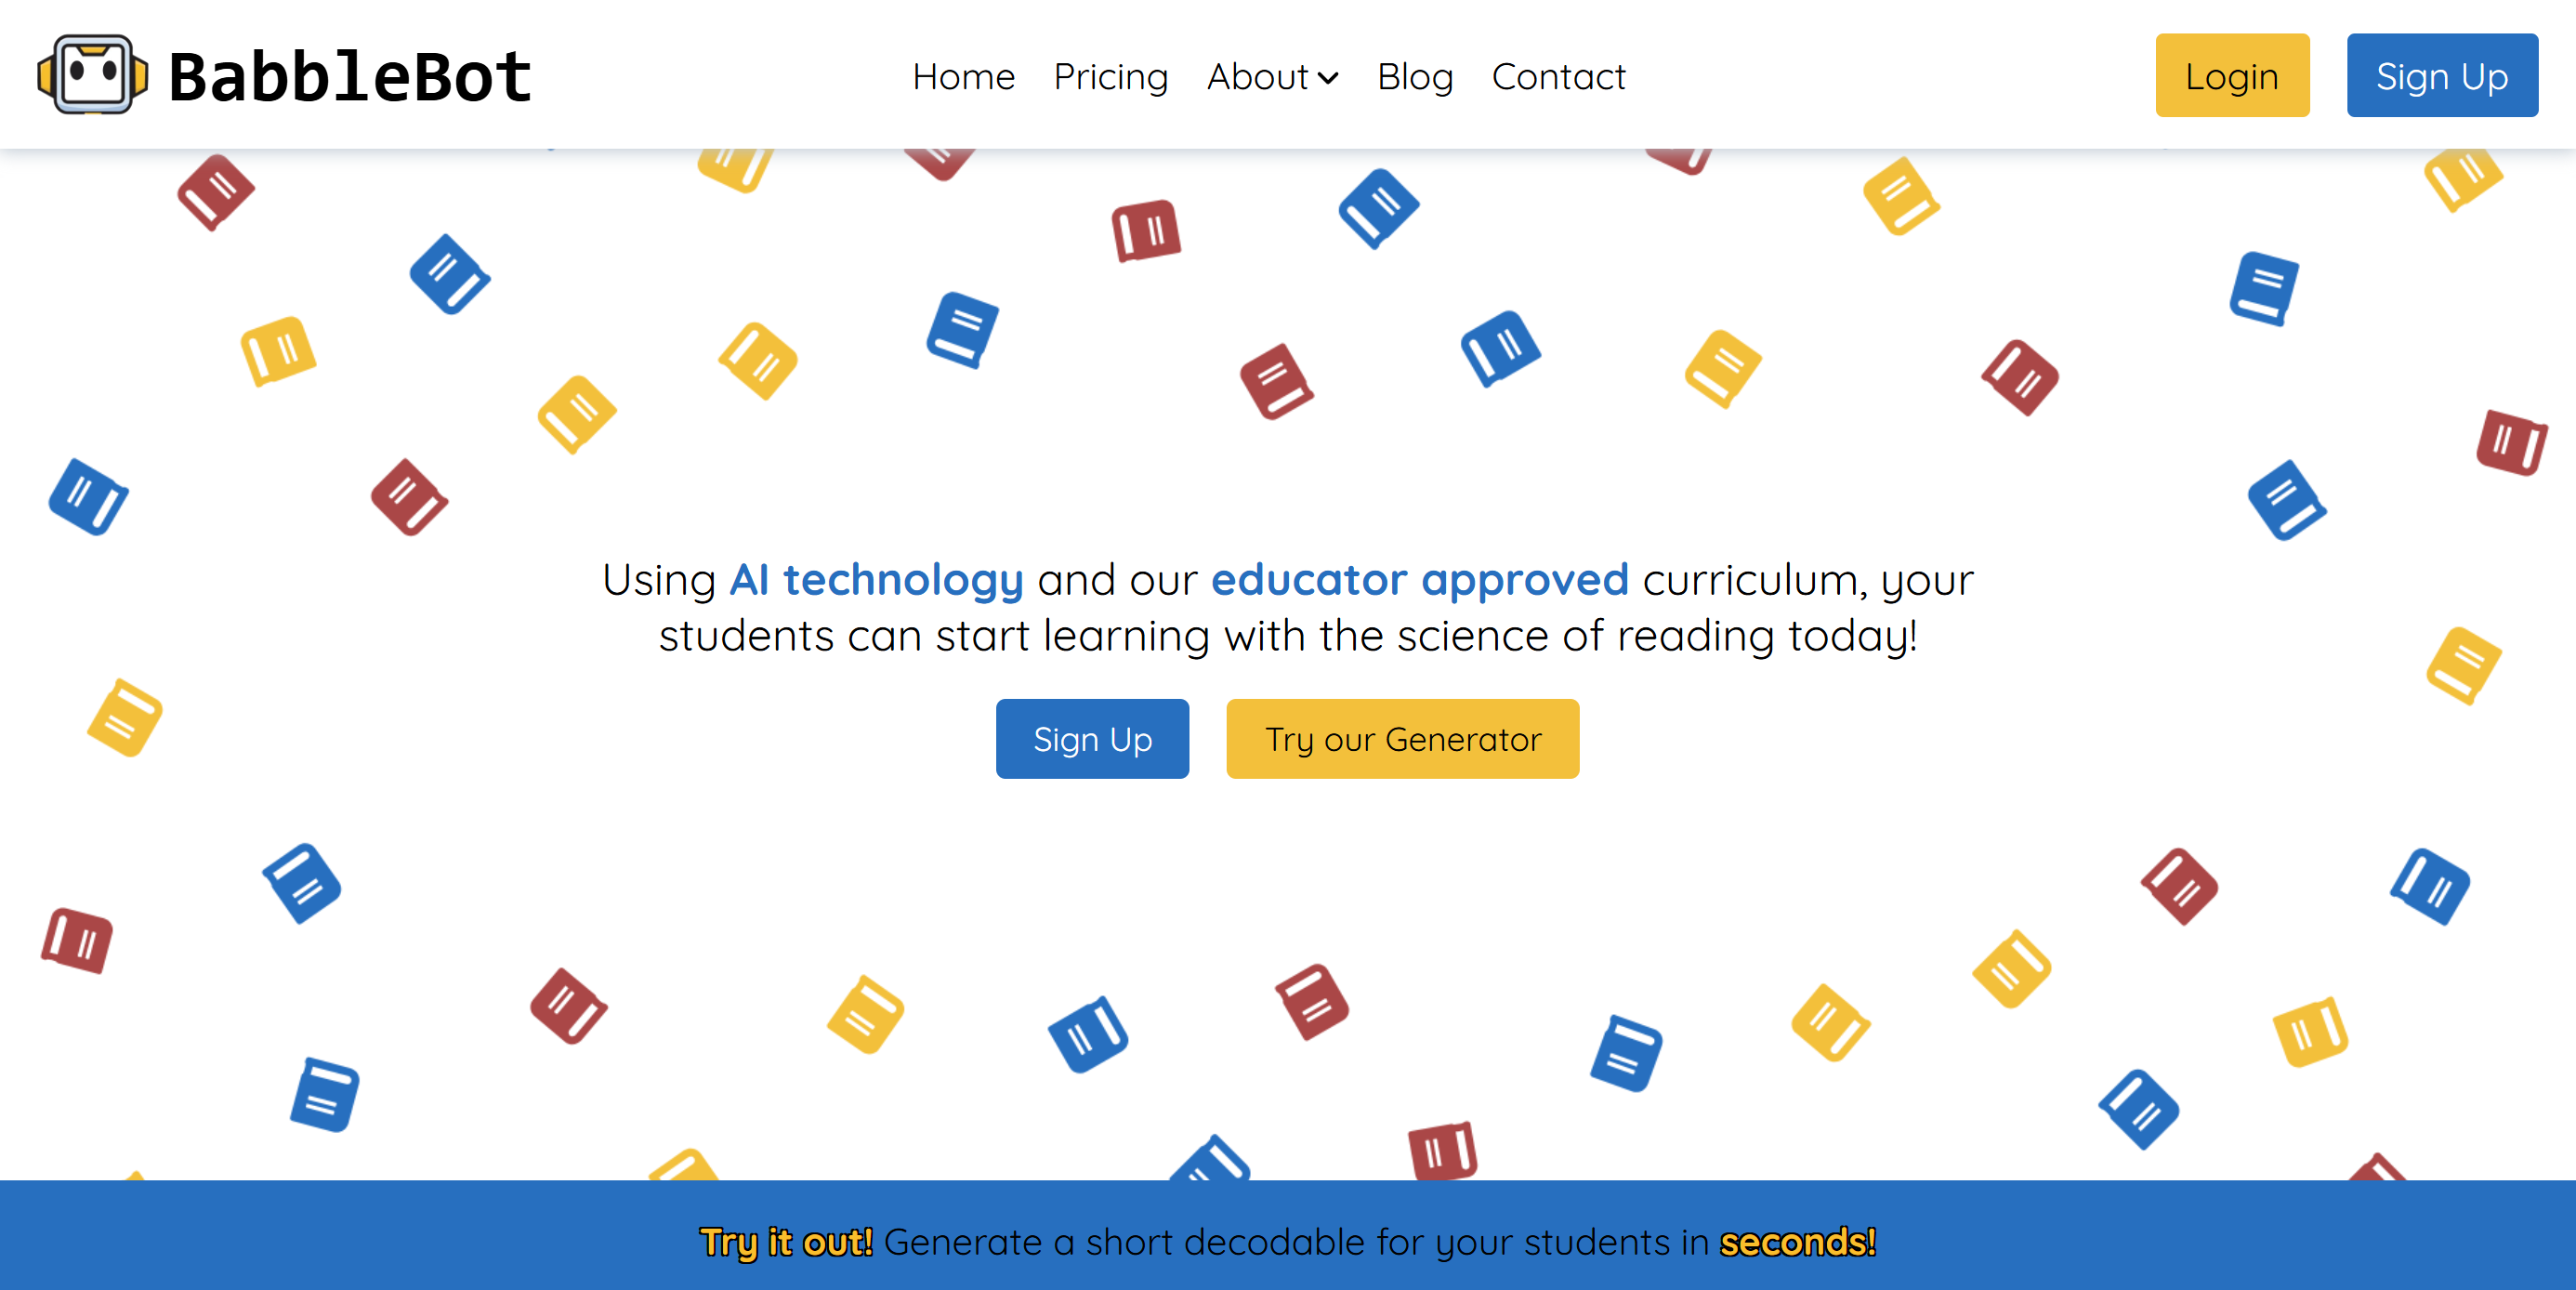 BabbleBot
Home Pricing About Blog Contact
Login Sign Up
Using AI technology and our educator approved curriculum, your
students can start learning with the science of reading today!
Sign Up Try our Generator
Try it out! Generate a short decodable for your students in seconds!